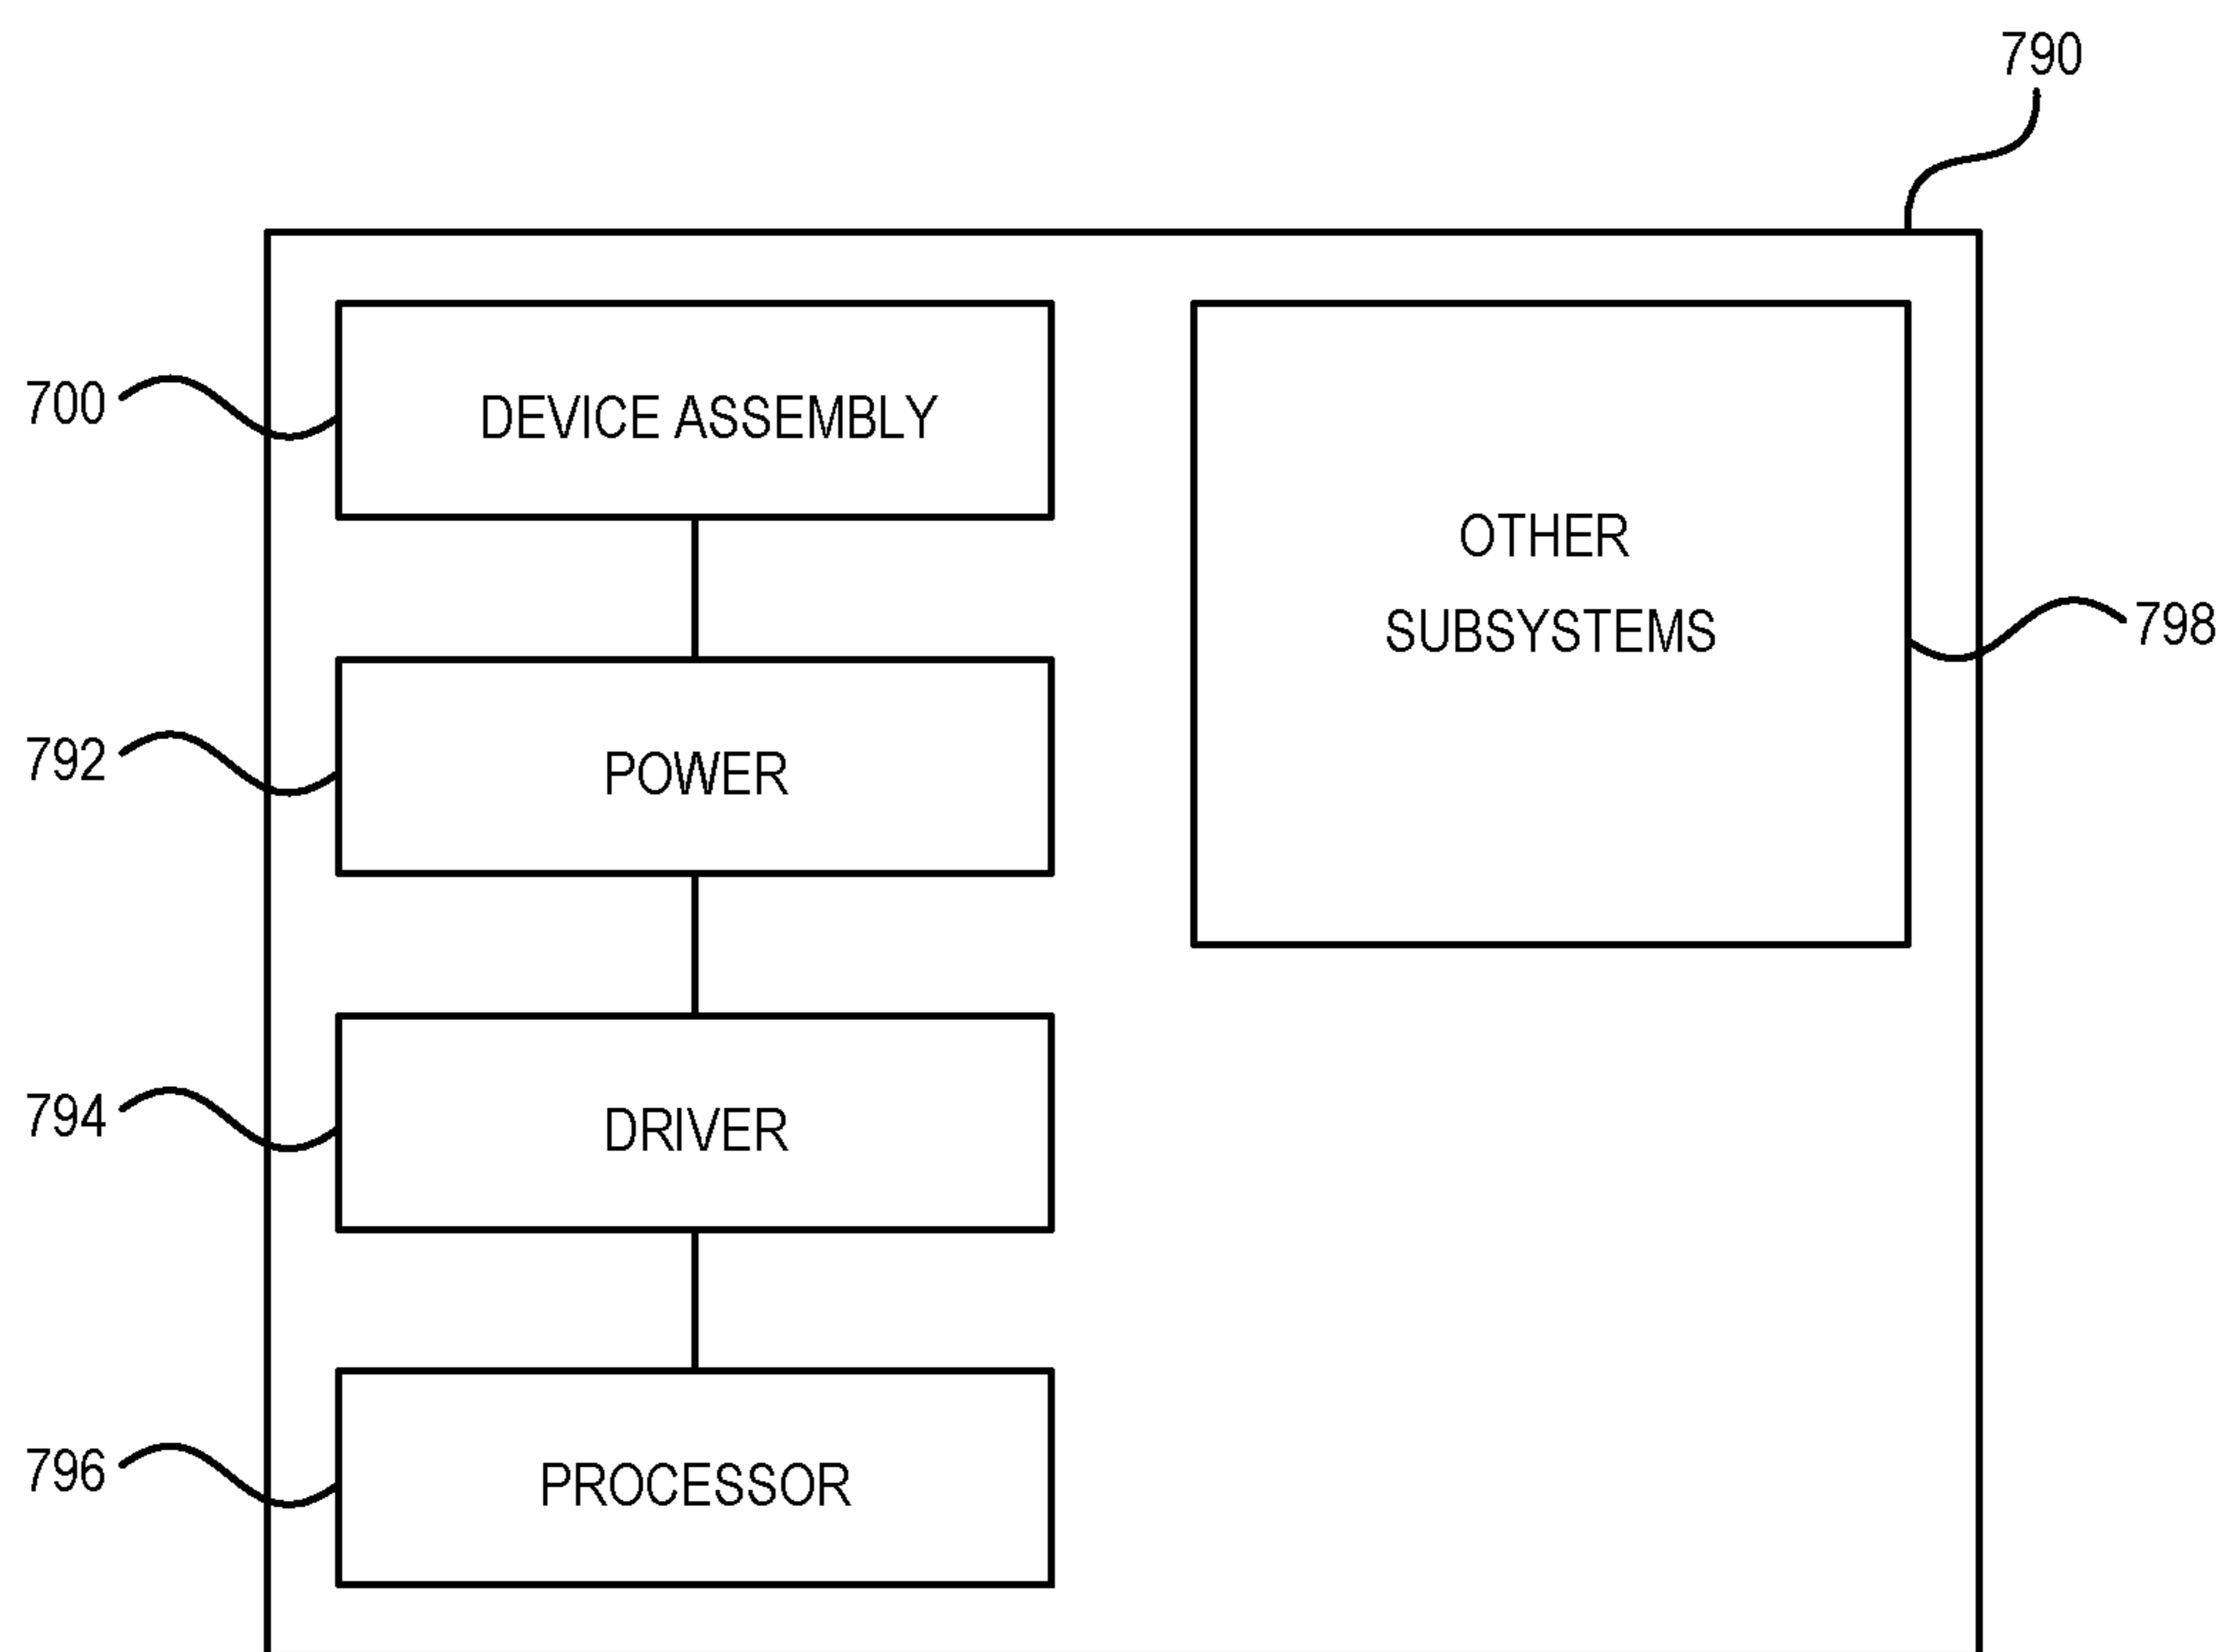 790
700
DEVICE ASSEMBLY
OTHER
SUBSYSTEMS
798
792
POWER
794
DRIVER
796
PROCESSOR